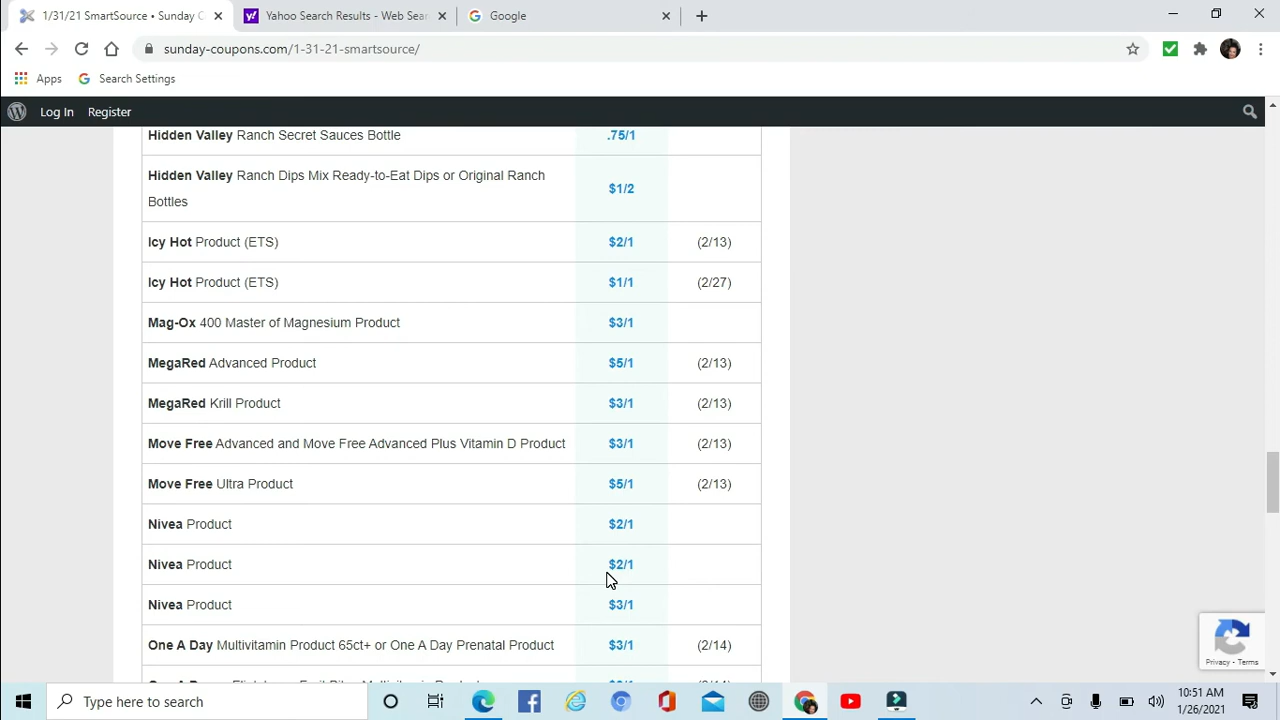 1/31/21 SmartSource • Sunday C
Yahoo Search Results - Web Sear
Google
sunday-coupons.com/1-31-21-smartsource/
Apps
Search Settings
Log In
Register
Hidden Valley Ranch Secret Sauces Bottle .75/1
Hidden Valley Ranch Dips Mix Ready-to-Eat Dips or Original Ranch
Bottles
$1/2
Icy Hot Product (ETS) $2/1 (2/13)
Icy Hot Product (ETS) $1/1 (2/27)
Mag-Ox 400 Master of Magnesium Product $3/1
MegaRed Advanced Product $5/1 (2/13)
MegaRed Krill Product $3/1 (2/13)
Move Free Advanced and Move Free Advanced Plus Vitamin D Product $3/1 (2/13)
Move Free Ultra Product $5/1 (2/13)
Nivea Product $2/1
Nivea Product $2/1
Nivea Product $3/1
One A Day Multivitamin Product 65ct+ or One A Day Prenatal Product $3/1 (2/14)
Privacy - Terms
Type here to search
10:51 AM
1/26/2021